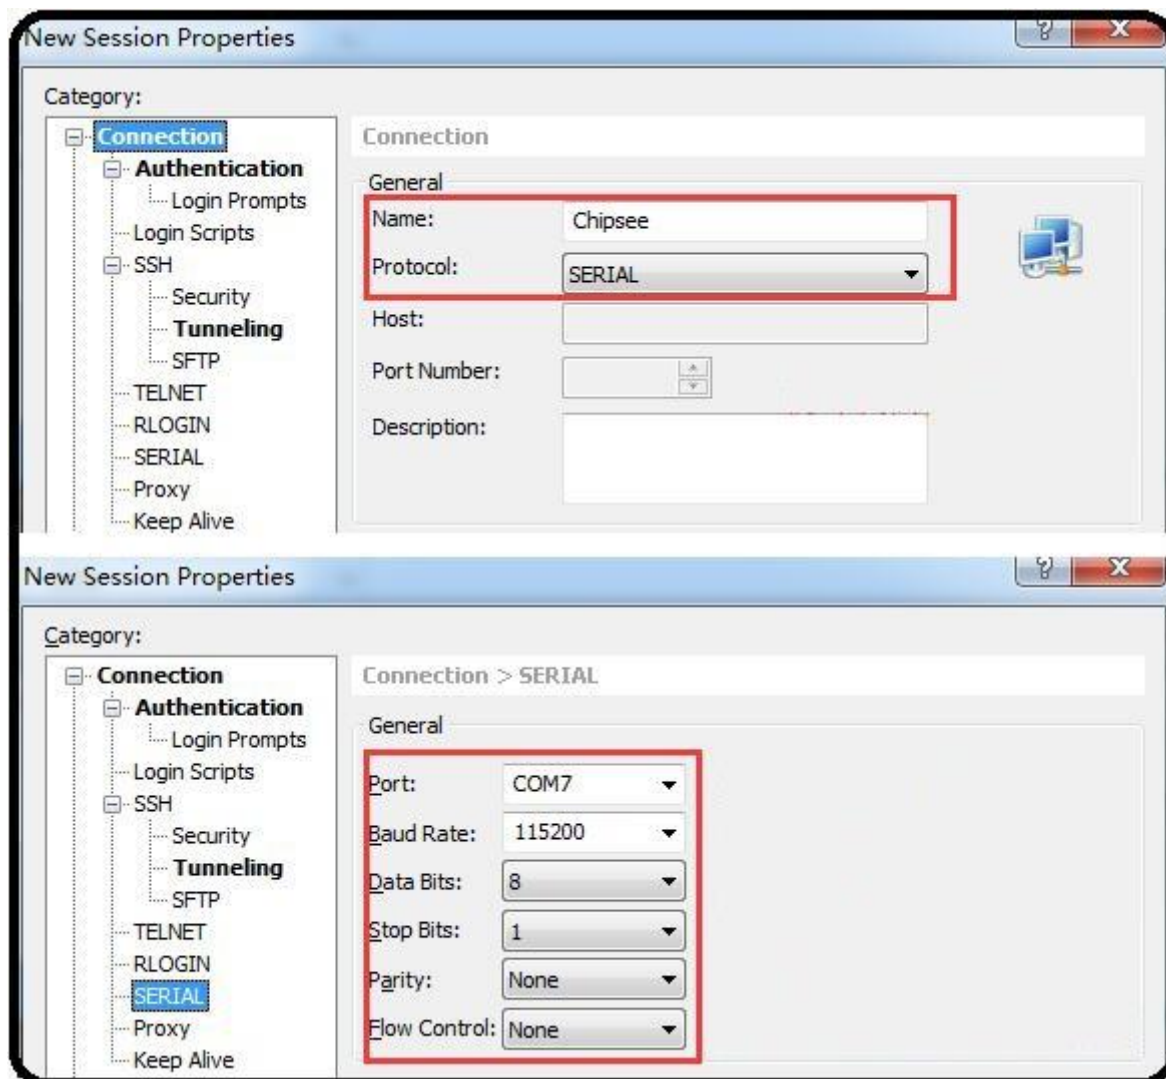 New Session Properties
Category:
Connection
Authentication
Login Prompts
Login Scripts
SSH
Security
Tunneling
SFTP
TELNET
RLOGIN
SERIAL
Proxy
Keep Alive
Connection
General
Name: Chipsee
Protocol: SERIAL
Host:
Port Number:
Description:
New Session Properties
Category:
Connection
Authentication
Login Prompts
Login Scripts
SSH
Security
Tunneling
SFTP
TELNET
RLOGIN
SERIAL
Proxy
Keep Alive
Connection > SERIAL
General
Port: COM7
Baud Rate: 115200
Data Bits: 8
Stop Bits: 1
Parity: None
Flow Control: None